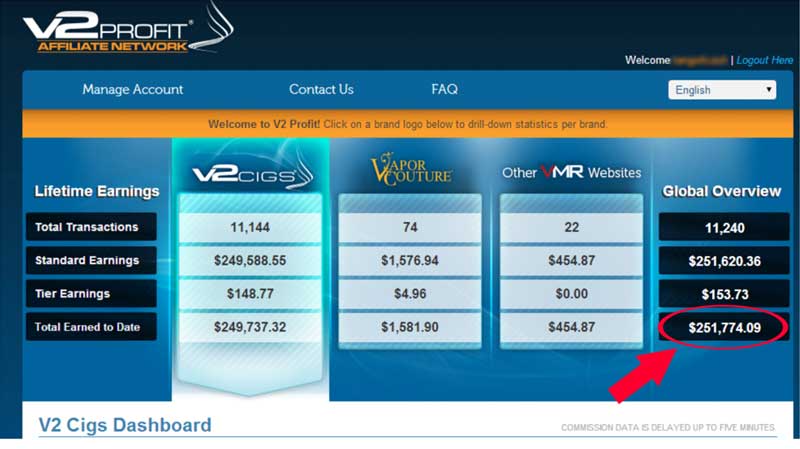 V2 PROFIT®
AFFILIATE NETWORK
Welcome | Logout Here
Manage Account Contact Us FAQ English
Welcome to V2 Profit! Click on a brand logo below to drill-down statistics per brand.
Lifetime Earnings V2 CIGS® VAPOR COUTURE® Other VMR Websites Global Overview
Total Transactions 11,144 74 22 11,240
Standard Earnings $249,588.55 $1,576.94 $454.87 $251,620.36
Tier Earnings $148.77 $4.96 $0.00 $153.73
Total Earned to Date $249,737.32 $1,581.90 $454.87 $251,774.09
V2 Cigs Dashboard COMMISSION DATA IS DELAYED UP TO FIVE MINUTES.